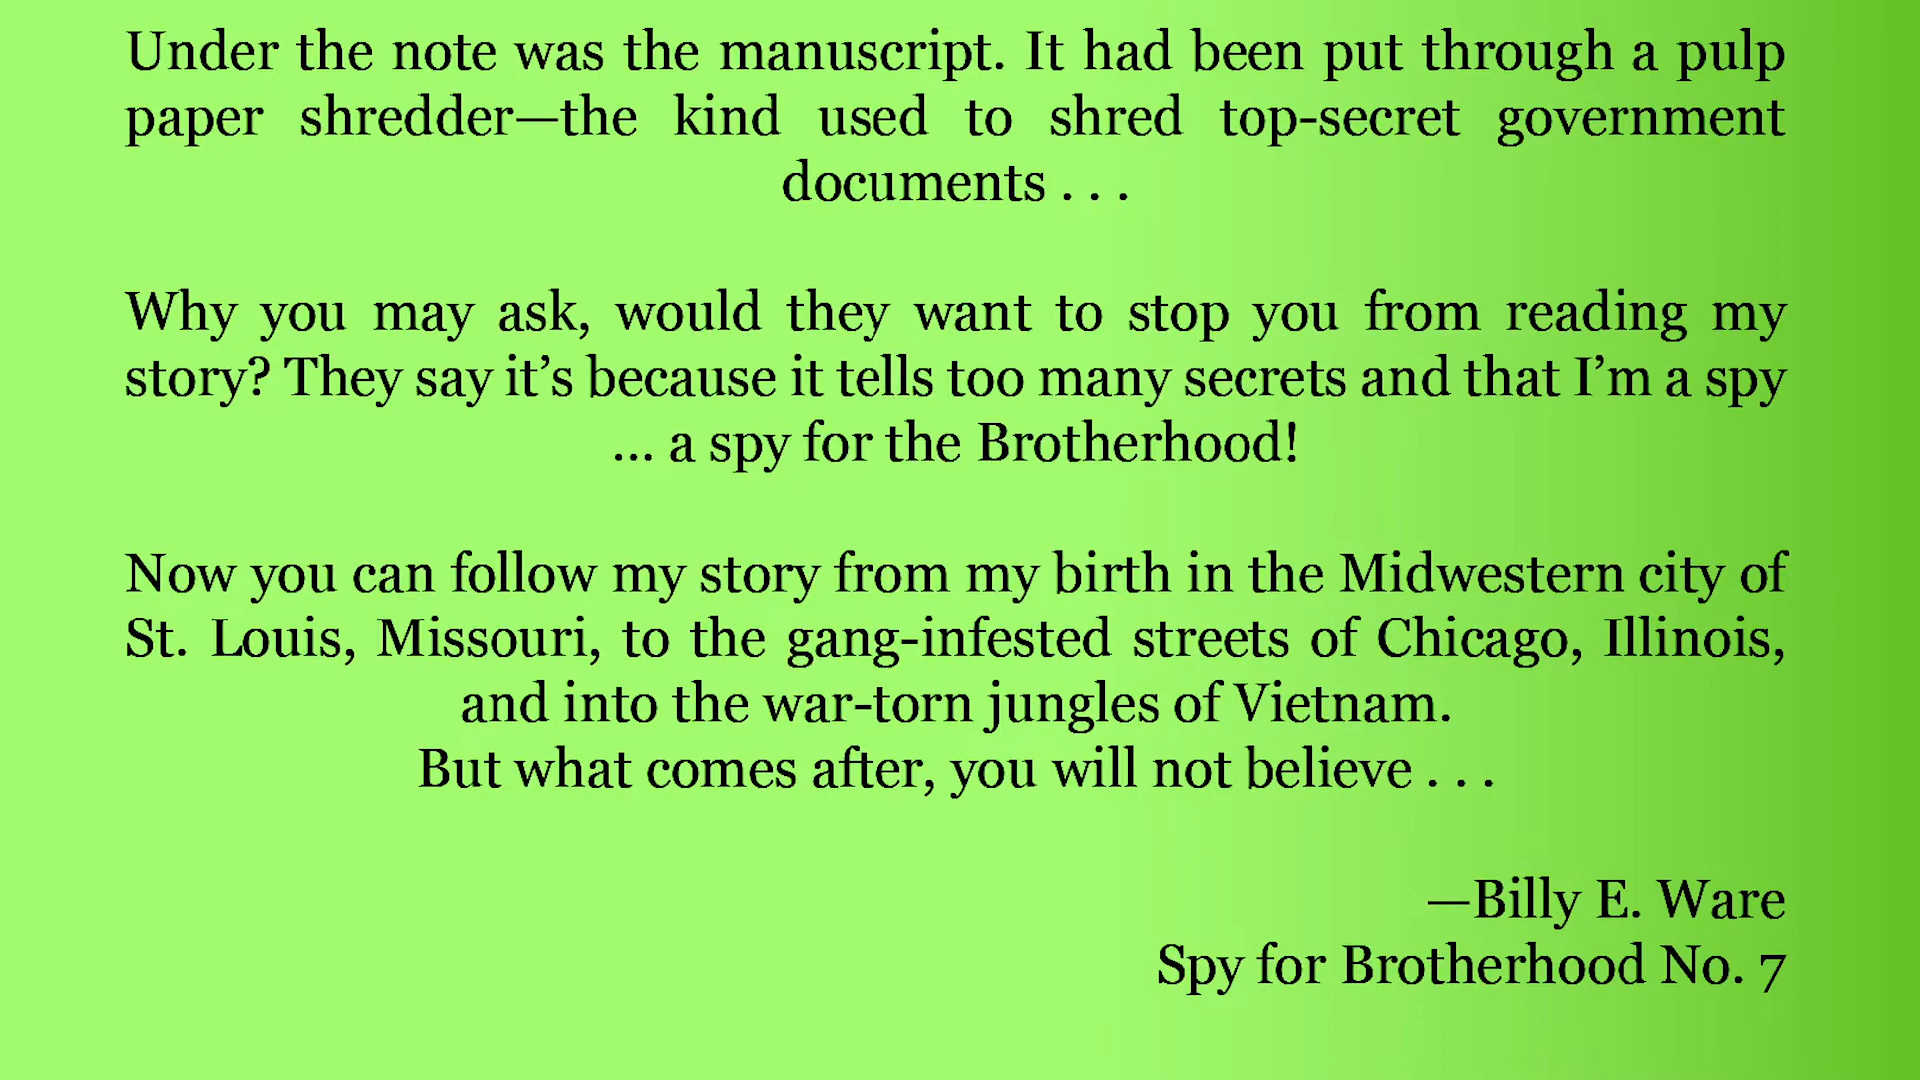 Under the note was the manuscript. It had been put through a pulp
paper shredder—the kind used to shred top-secret government
documents . . .
Why you may ask, would they want to stop you from reading my
story? They say it’s because it tells too many secrets and that I’m a spy
... a spy for the Brotherhood!
Now you can follow my story from my birth in the Midwestern city of
St. Louis, Missouri, to the gang-infested streets of Chicago, Illinois,
and into the war-torn jungles of Vietnam.
But what comes after, you will not believe . . .
—Billy E. Ware
Spy for Brotherhood No. 7